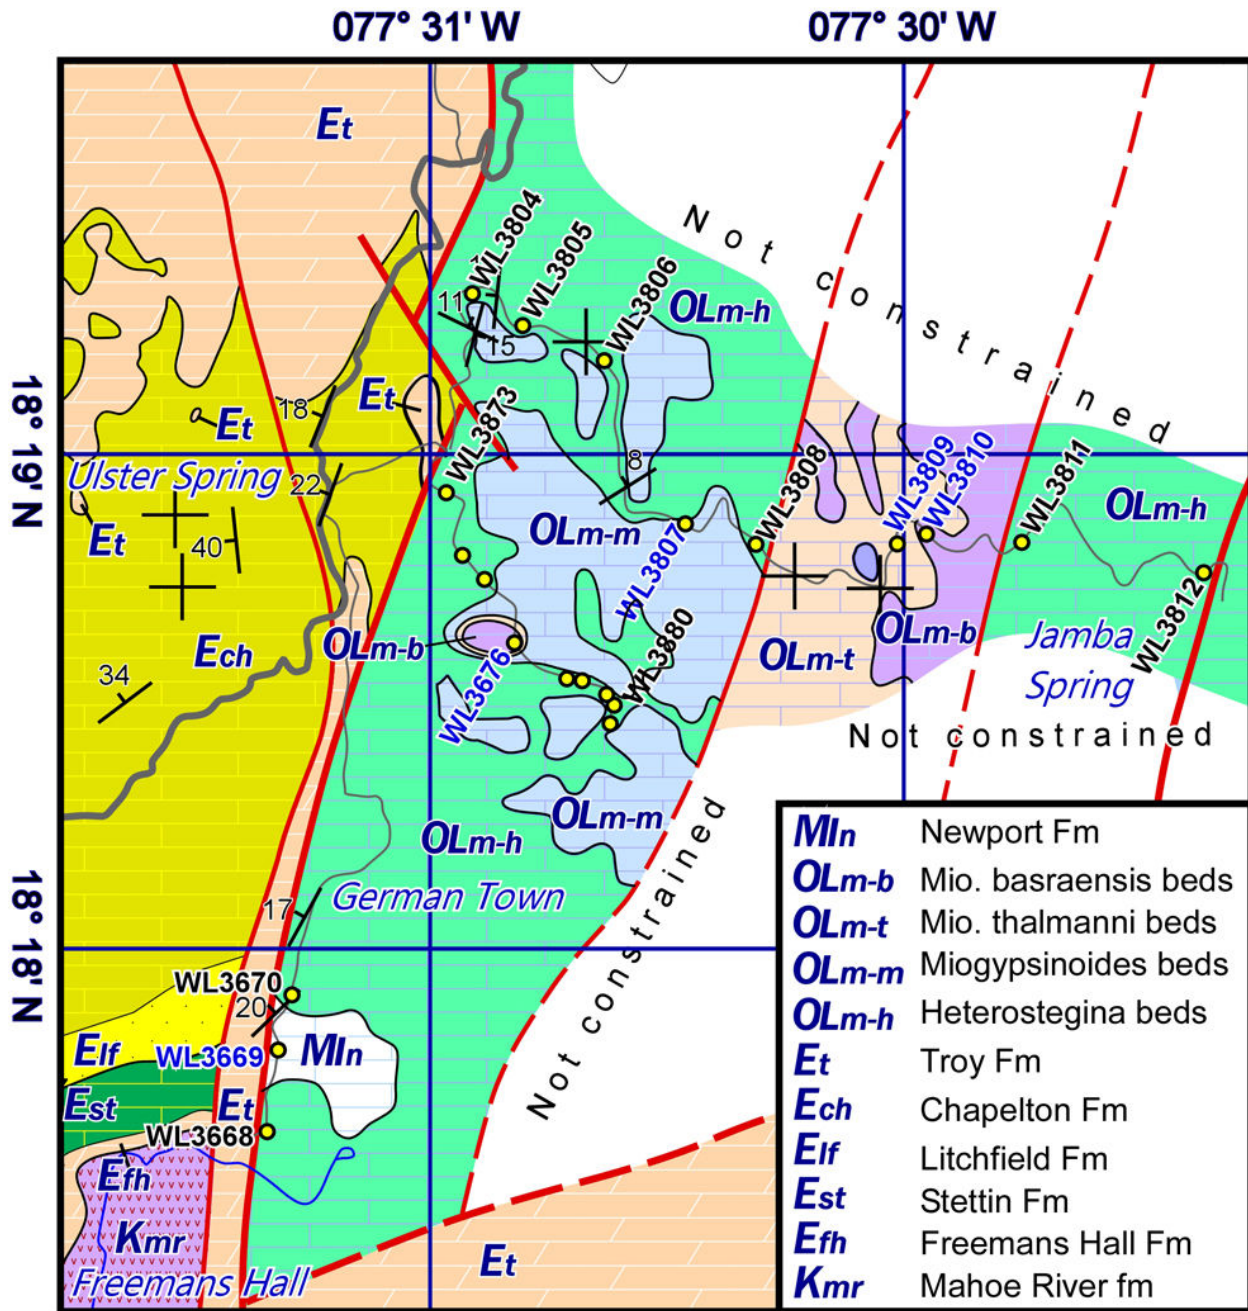 077° 31' W
077° 30' W
Et
WL3804
WL3805
WL3806
Not constrained
OLm-h
11
15
18
Et
Et
WL3873
8
18° 19' N
Ulster Spring
22
Et
40
OLm-m
WL3807
WL3808
WL3809
WL3810
WL3811
OLm-h
Ech
OLm-b
WL3676
WL3880
OLm-t
OLm-b
Jamba
Spring
WL3812
34
Not constrained
OLm-h
OLm-m
German Town
17
Not constrained
18° 18' N
WL3670
20
Elf
WL3669
MIn
Est
Et
WL3668
Efh
Kmr
Freemans Hall
Et
MIn Newport Fm
OLm-b Mio. basraensis beds
OLm-t Mio. thalmanni beds
OLm-m Miogypsinoides beds
OLm-h Heterostegina beds
Et Troy Fm
Ech Chapelton Fm
Elf Litchfield Fm
Est Stettin Fm
Efh Freemans Hall Fm
Kmr Mahoe River fm